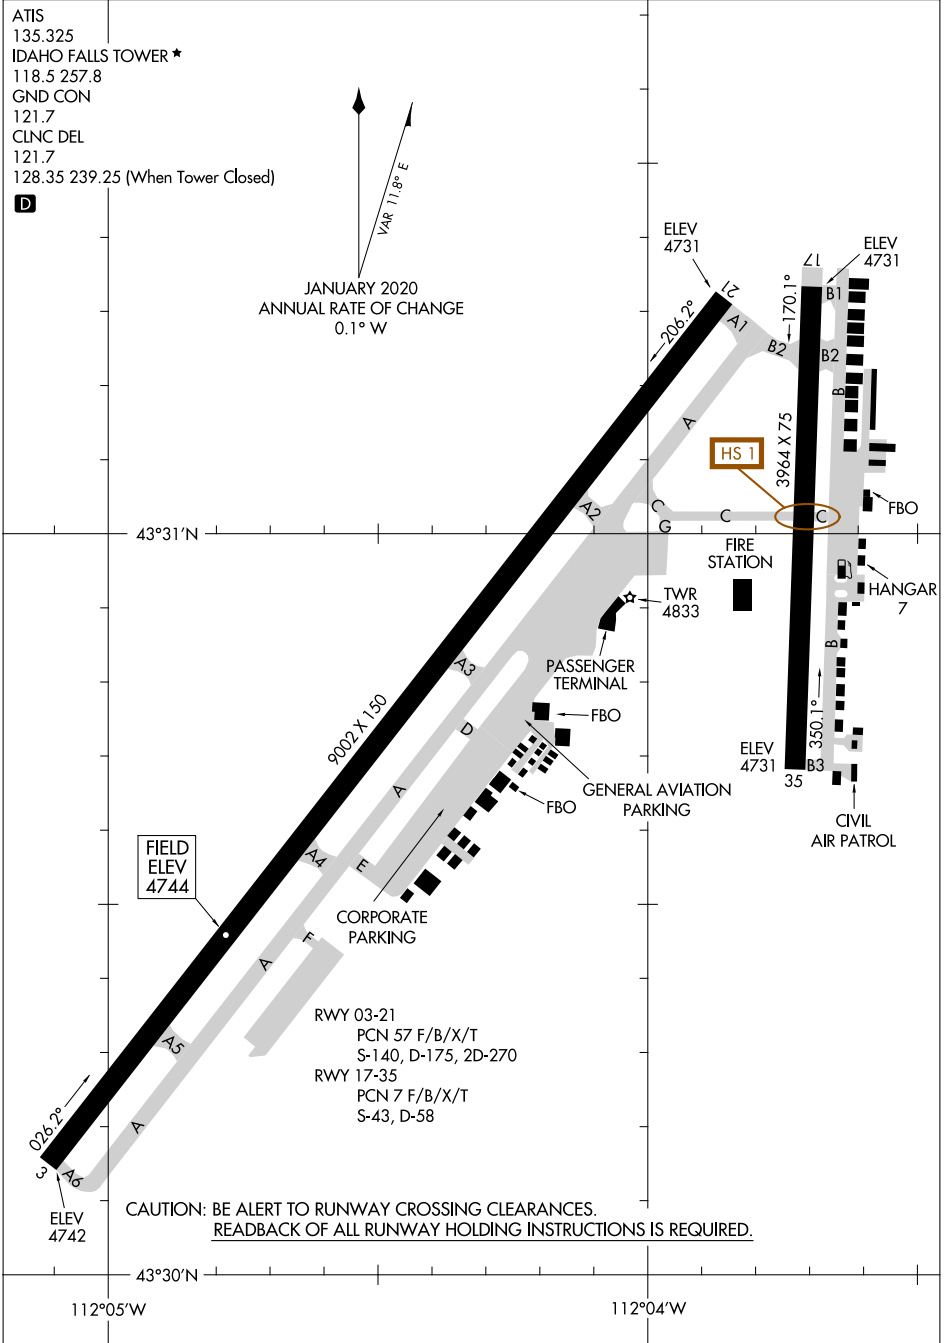 ATIS
135.325
IDAHO FALLS TOWER★
118.5 257.8
GND CON
121.7
CLNC DEL
121.7
128.35 239.25 (When Tower Closed)
D
VAR 11.8° E
JANUARY 2020
ANNUAL RATE OF CHANGE
0.1° W
ELEV
4731
21
206.2°
A1
B2
17
170.1°
ELEV
4731
B1
B2
B
A
3964 X 75
HS 1
A2
C
G
C
C
FBO
43°31'N
FIRE
STATION
HANGAR
7
TWR
4833
PASSENGER
TERMINAL
A3
B
9002 X 150
D
FBO
350.1°
ELEV
4731
35
B3
A
GENERAL AVIATION
PARKING
FBO
CIVIL
AIR PATROL
FIELD
ELEV
4744
A4
E
CORPORATE
PARKING
F
A
RWY 03-21
PCN 57 F/B/X/T
S-140, D-175, 2D-270
RWY 17-35
PCN 7 F/B/X/T
S-43, D-58
A5
026.2°
A
3
A6
ELEV
4742
CAUTION: BE ALERT TO RUNWAY CROSSING CLEARANCES.
READBACK OF ALL RUNWAY HOLDING INSTRUCTIONS IS REQUIRED.
43°30'N
112°05'W
112°04'W